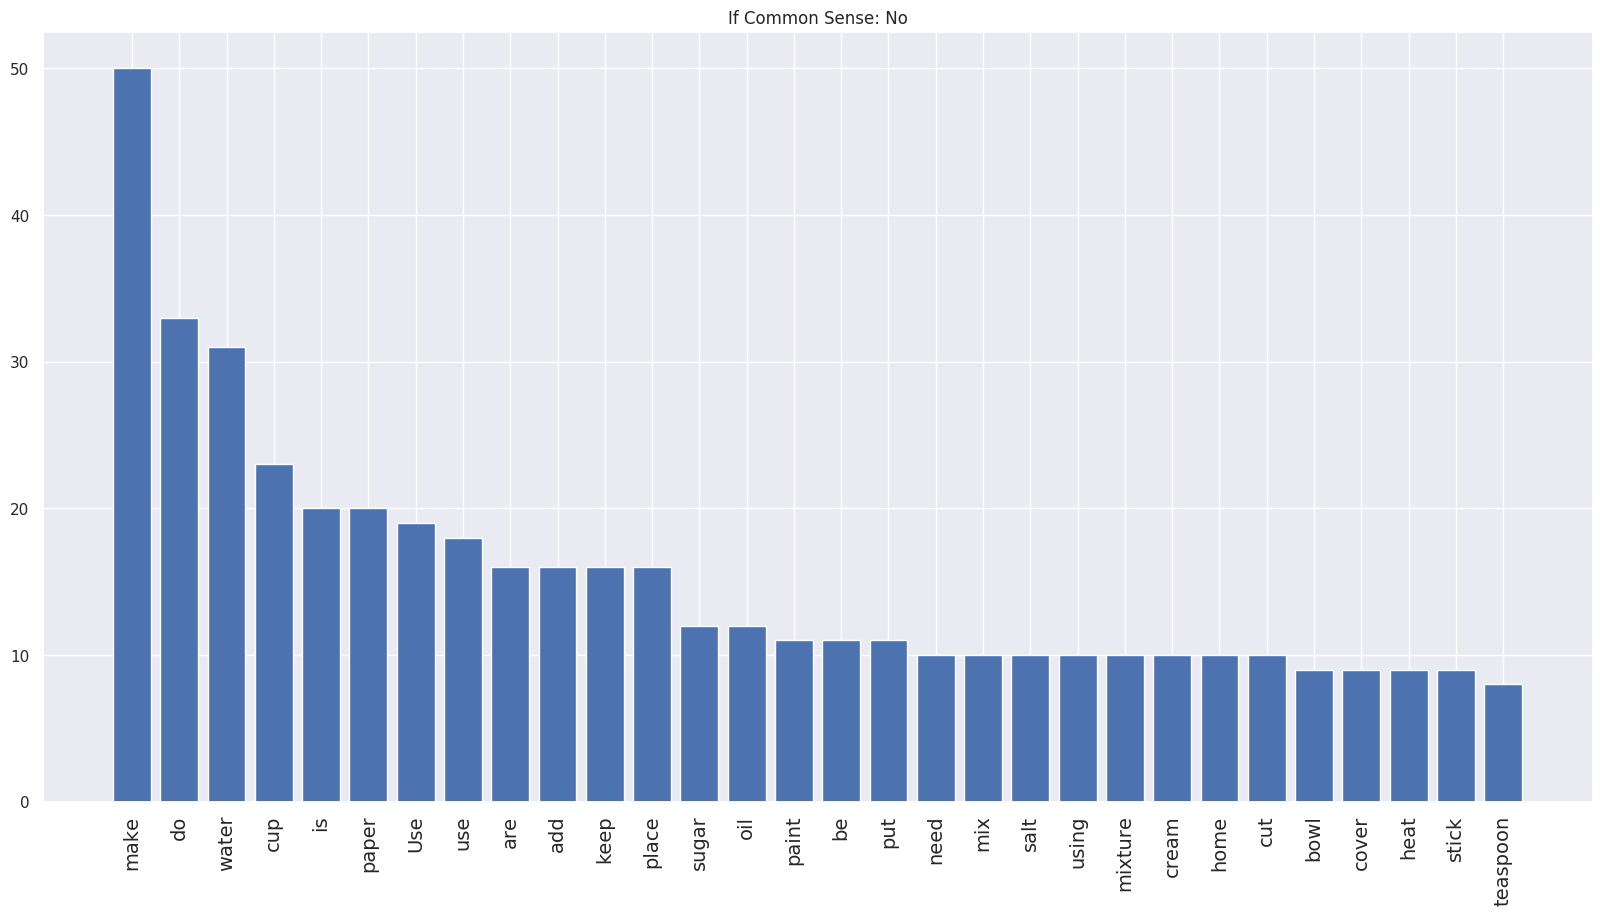 If Common Sense: No
50
40
30
20
10
0
make
do
water
cup
is
paper
Use
use
are
add
keep
place
sugar
oil
paint
be
put
need
mix
salt
using
mixture
cream
home
cut
bowl
cover
heat
stick
teaspoon